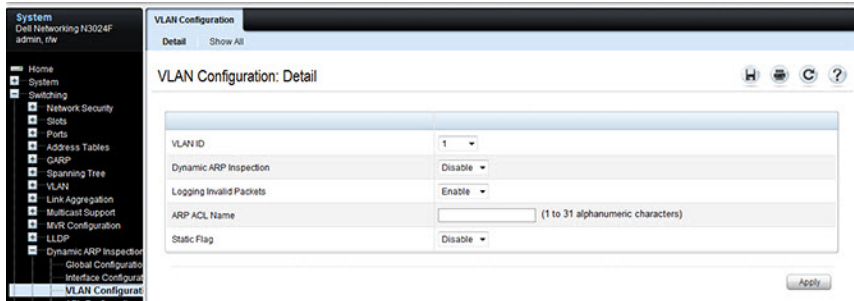 System
Dell Networking N3024F
admin, r/w
Home
System
Switching
Network Security
Slots
Ports
Address Tables
GARP
Spanning Tree
VLAN
Link Aggregation
Multicast Support
MVR Configuration
LLDP
Dynamic ARP Inspection
Global Configuratio
Interface Configurat
VLAN Configurati
VLAN Configuration
Detail Show All
VLAN Configuration: Detail
VLAN ID 1
Dynamic ARP Inspection Disable
Logging Invalid Packets Enable
ARP ACL Name (1 to 31 alphanumeric characters)
Static Flag Disable
Apply